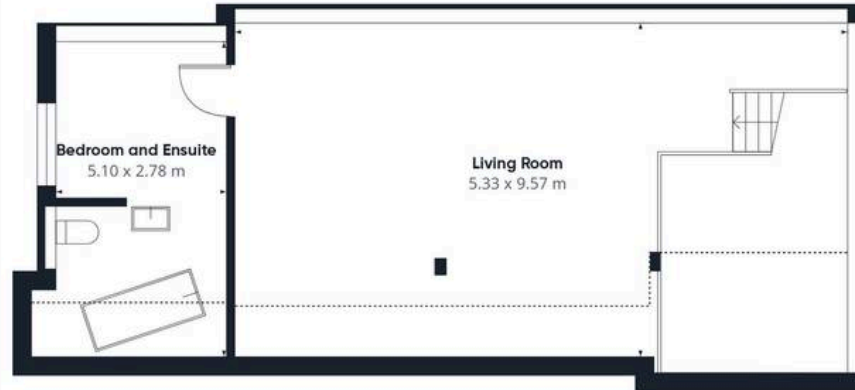 Bedroom and Ensuite
5.10 x 2.78 m
Living Room
5.33 x 9.57 m